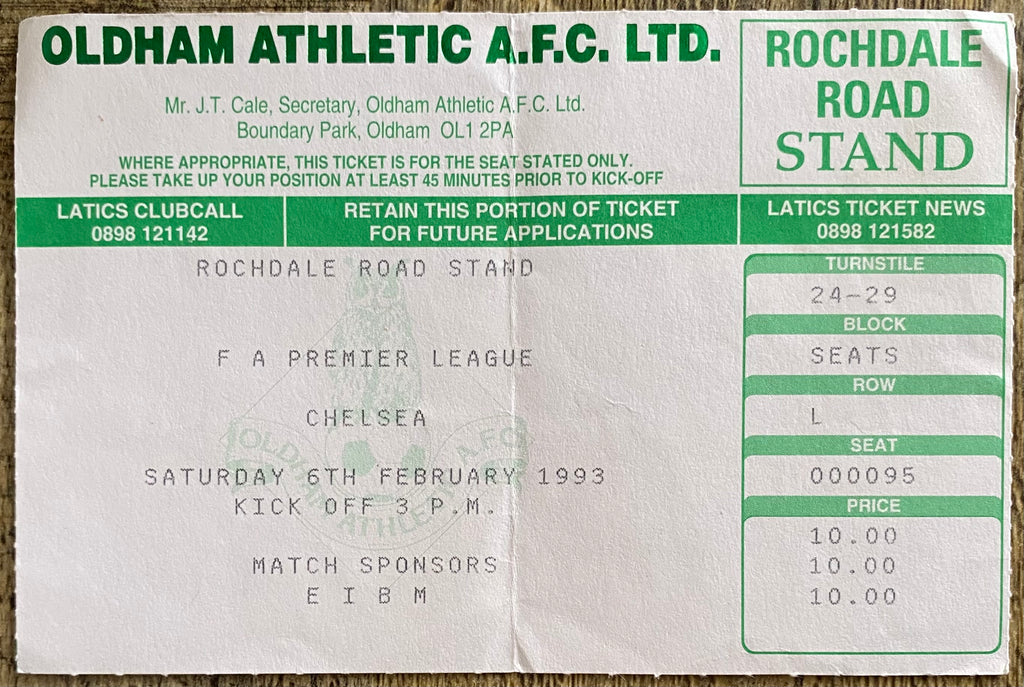 OLDHAM ATHLETIC A.F.C. LTD.
Mr. J.T. Cale, Secretary, Oldham Athletic A.F.C. Ltd.
Boundary Park, Oldham OL1 2PA
WHERE APPROPRIATE, THIS TICKET IS FOR THE SEAT STATED ONLY.
PLEASE TAKE UP YOUR POSITION AT LEAST 45 MINUTES PRIOR TO KICK-OFF
ROCHDALE
ROAD
STAND
LATICS CLUBCALL
0898 121142
RETAIN THIS PORTION OF TICKET
FOR FUTURE APPLICATIONS
LATICS TICKET NEWS
0898 121582
ROCHDALE ROAD STAND
F A PREMIER LEAGUE
CHELSEA
SATURDAY 6TH FEBRUARY 1993
KICK OFF 3 P.M.
MATCH SPONSORS
E I B M
OLDHAM ATHLETIC A.F.C.
TURNSTILE
24-29
BLOCK
SEATS
ROW
L
SEAT
000095
PRICE
10.00
10.00
10.00